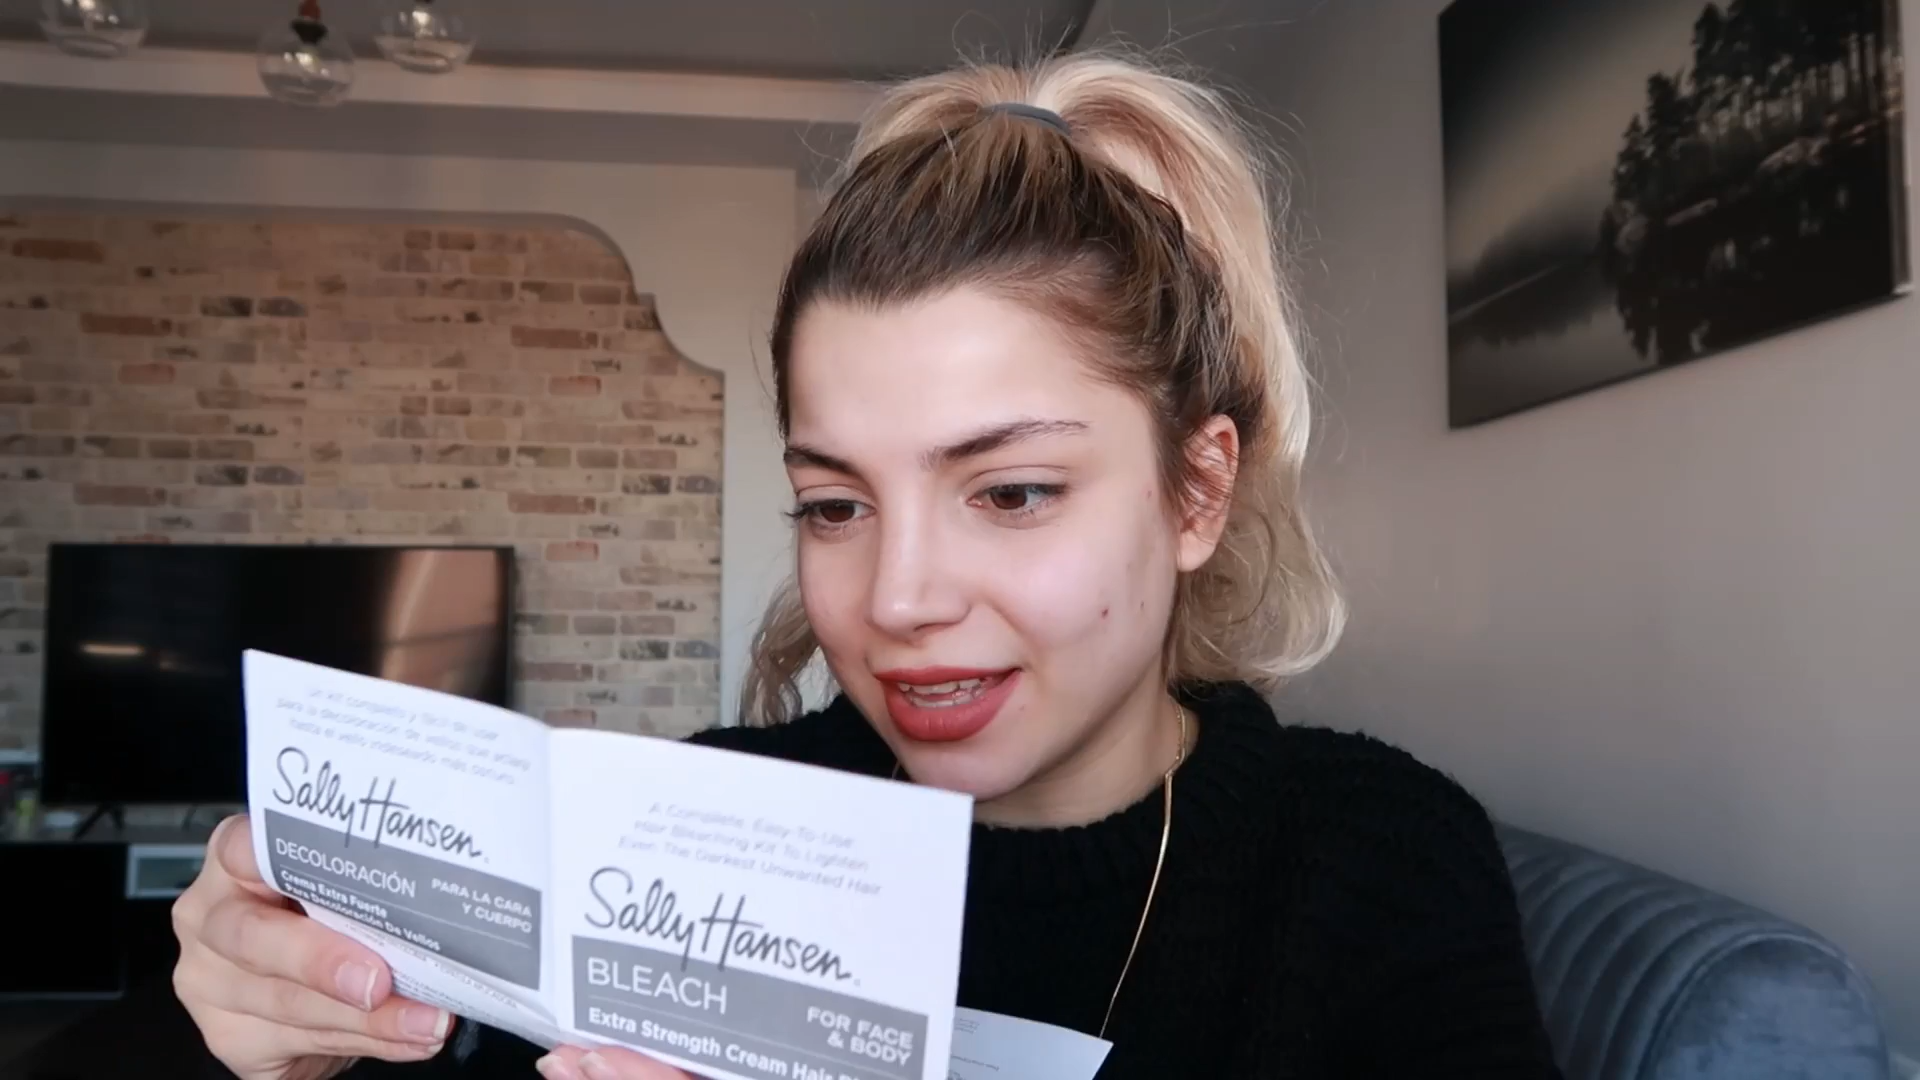 Un kit completo y fácil de usar
para la decoloración de vellos que aclara
hasta el vello indeseado más oscuro
Sally Hansen.
DECOLORACIÓN
PARA LA CARA
Y CUERPO
Crema Extra Fuerte
Para Decoloración De Vellos
A Complete, Easy-To-Use
Hair Bleaching Kit To Lighten
Even The Darkest Unwanted Hair
Sally Hansen.
BLEACH
FOR FACE
& BODY
Extra Strength Cream Hair